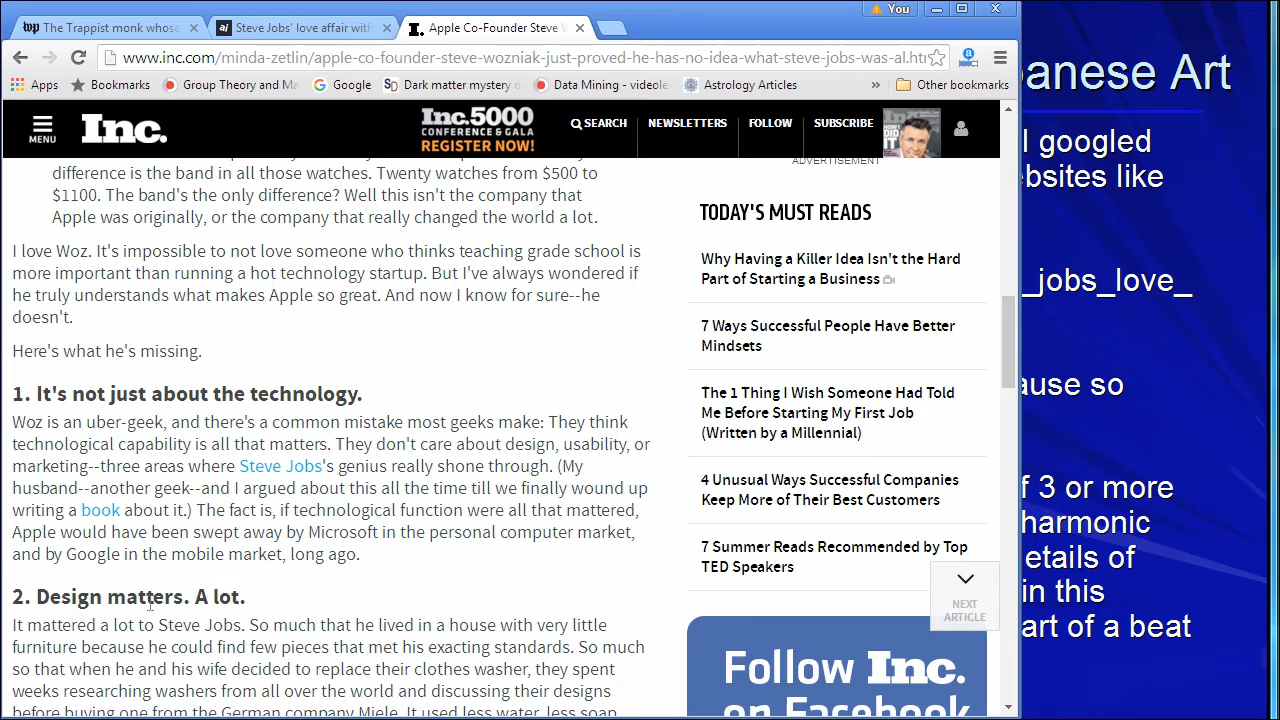 You
The Trappist monk whose
Steve Jobs' love affair with
Apple Co-Founder Steve W
www.inc.com/minda-zetlin/apple-co-founder-steve-wozniak-just-proved-he-has-no-idea-what-steve-jobs-was-al.htm
Apps
Bookmarks
Group Theory and Ma
Google
Dark matter mystery d
Data Mining - videole
Astrology Articles
»
Other bookmarks
MENU
Inc.
Inc.5000
CONFERENCE & GALA
REGISTER NOW!
SEARCH
NEWSLETTERS
FOLLOW
SUBSCRIBE
difference is the band in all those watches. Twenty watches from $500 to
$1100. The band's the only difference? Well this isn't the company that
Apple was originally, or the company that really changed the world a lot.
I love Woz. It's impossible to not love someone who thinks teaching grade school is
more important than running a hot technology startup. But I've always wondered if
he truly understands what makes Apple so great. And now I know for sure--he
doesn't.
Here's what he's missing.
1. It's not just about the technology.
Woz is an uber-geek, and there's a common mistake most geeks make: They think
technological capability is all that matters. They don't care about design, usability, or
marketing--three areas where Steve Jobs's genius really shone through. (My
husband--another geek--and I argued about this all the time till we finally wound up
writing a book about it.) The fact is, if technological function were all that mattered,
Apple would have been swept away by Microsoft in the personal computer market,
and by Google in the mobile market, long ago.
2. Design matters. A lot.
It mattered a lot to Steve Jobs. So much that he lived in a house with very little
furniture because he could find few pieces that met his exacting standards. So much
so that when he and his wife decided to replace their clothes washer, they spent
weeks researching washers from all over the world and discussing their designs
before buying one from the German company Miele. It used less water, less soap
ADVERTISEMENT
TODAY'S MUST READS
Why Having a Killer Idea Isn't the Hard
Part of Starting a Business
7 Ways Successful People Have Better
Mindsets
The 1 Thing I Wish Someone Had Told
Me Before Starting My First Job
(Written by a Millennial)
4 Unusual Ways Successful Companies
Keep More of Their Best Customers
7 Summer Reads Recommended by Top
TED Speakers
NEXT
ARTICLE
Follow Inc.
on Facebook
anese Art
I googled
ebsites like
_jobs_love_
ause so
f 3 or more
harmonic
etails of
in this
art of a beat